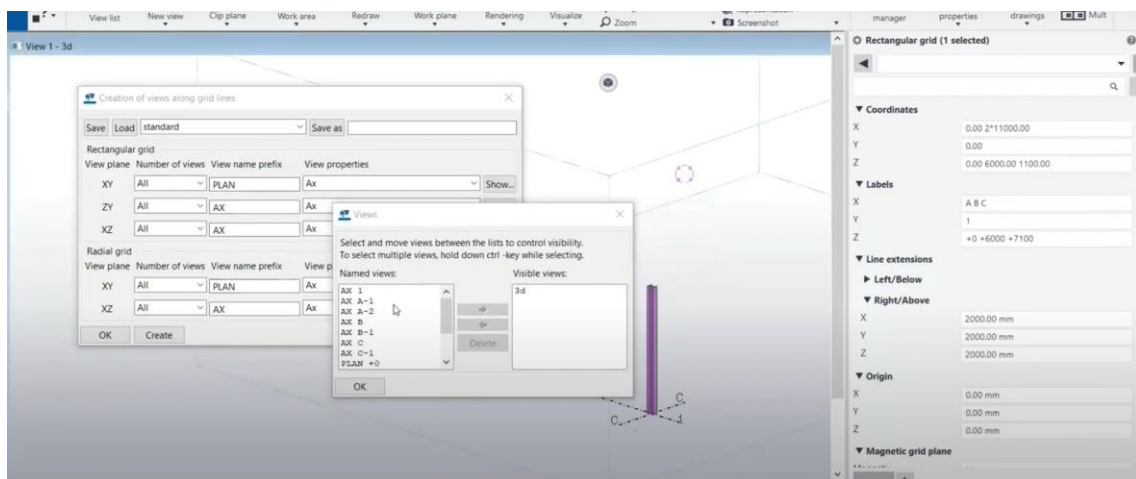 View list New view Clip plane Work area Redraw Work plane Rendering Visualize Zoom Screenshot manager properties drawings Mult
View 1 - 3d
Rectangular grid (1 selected)
Creation of views along grid lines
Save Load standard Save as
Rectangular grid
View plane Number of views View name prefix View properties
XY All PLAN Ax Show...
ZY All AX Ax
XZ All AX Ax
Radial grid
View plane Number of views View name prefix View p
XY All PLAN Ax
XZ All AX Ax
OK Create
Views
Select and move views between the lists to control visibility.
To select multiple views, hold down ctrl -key while selecting.
Named views: Visible views:
AX 1 3d
AX A-1
AX A-2
AX B
AX B-1
AX C
AX C-1
PLAN +0
Delete
OK
C
C 1
Coordinates
X 0.00 2*11000.00
Y 0.00
Z 0.00 6000.00 1100.00
Labels
X A B C
Y 1
Z +0 +6000 +7100
Line extensions
Left/Below
Right/Above
X 2000.00 mm
Y 2000.00 mm
Z 2000.00 mm
Origin
X 0.00 mm
Y 0.00 mm
Z 0.00 mm
Magnetic grid plane